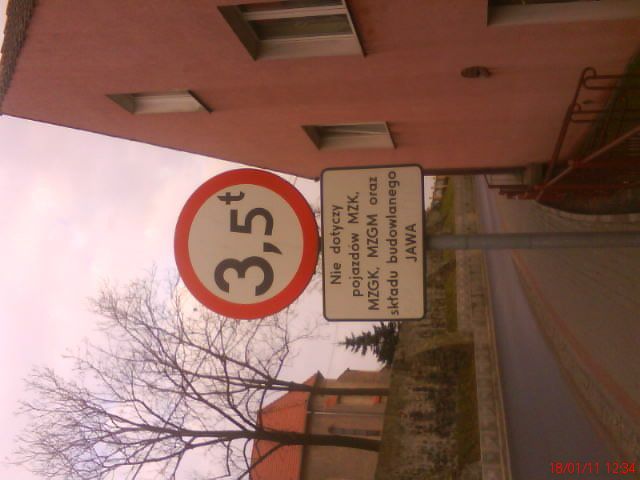 3,5t
Nie dotyczy
pojazdów MZK,
MZGK, MZGM oraz
składu budowlanego
JAWA
18/01/11 12:34